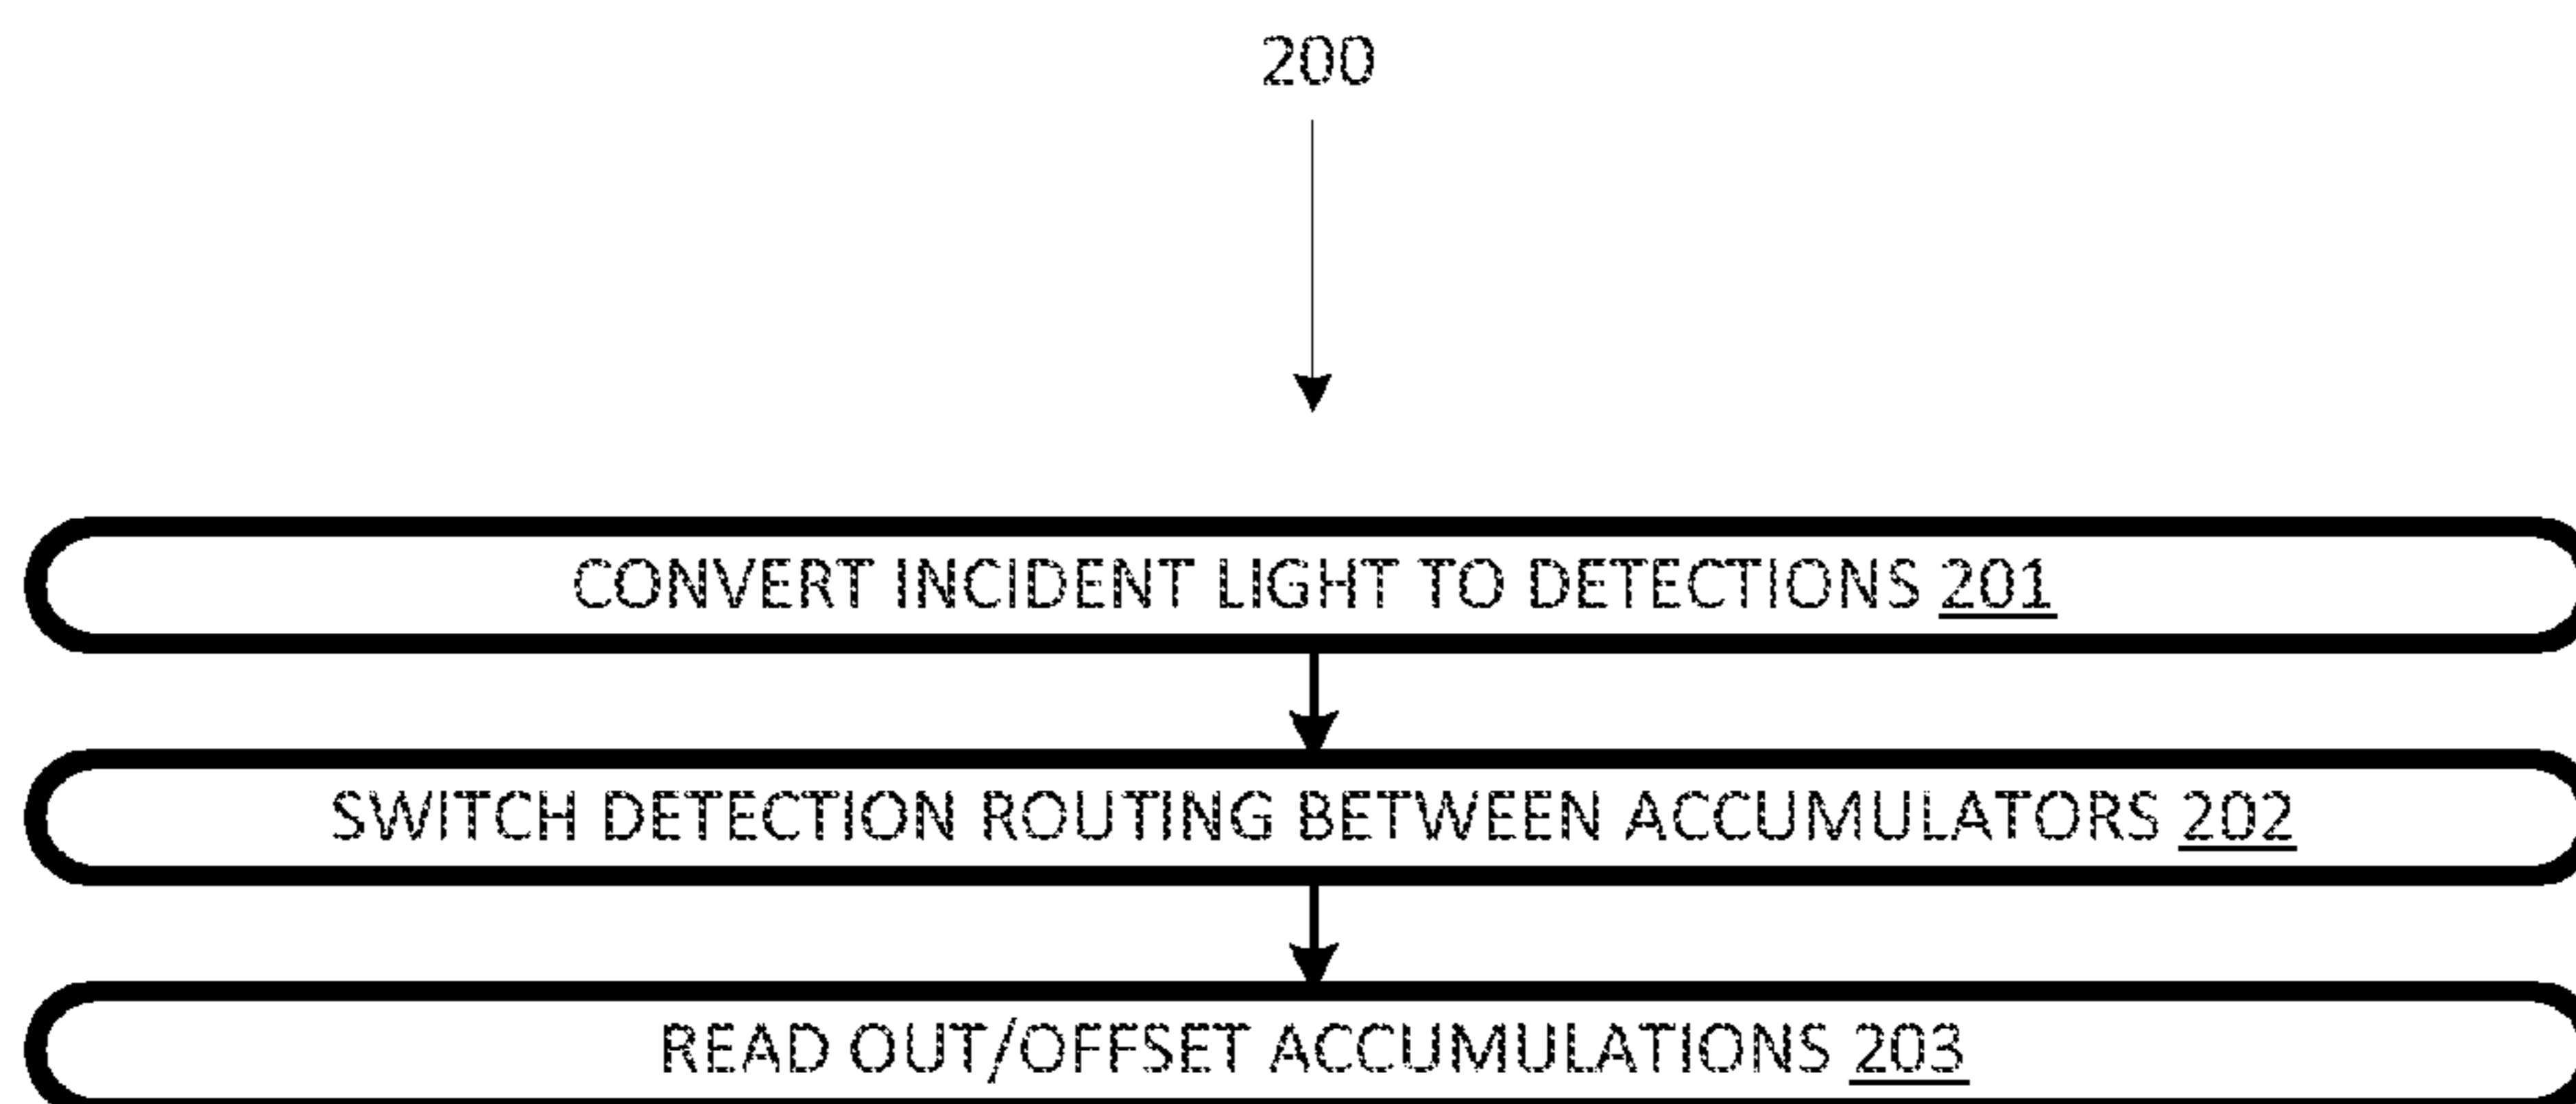 200
CONVERT INCIDENT LIGHT TO DETECTIONS 201
SWITCH DETECTION ROUTING BETWEEN ACCUMULATORS 202
READ OUT/OFFSET ACCUMULATIONS 203